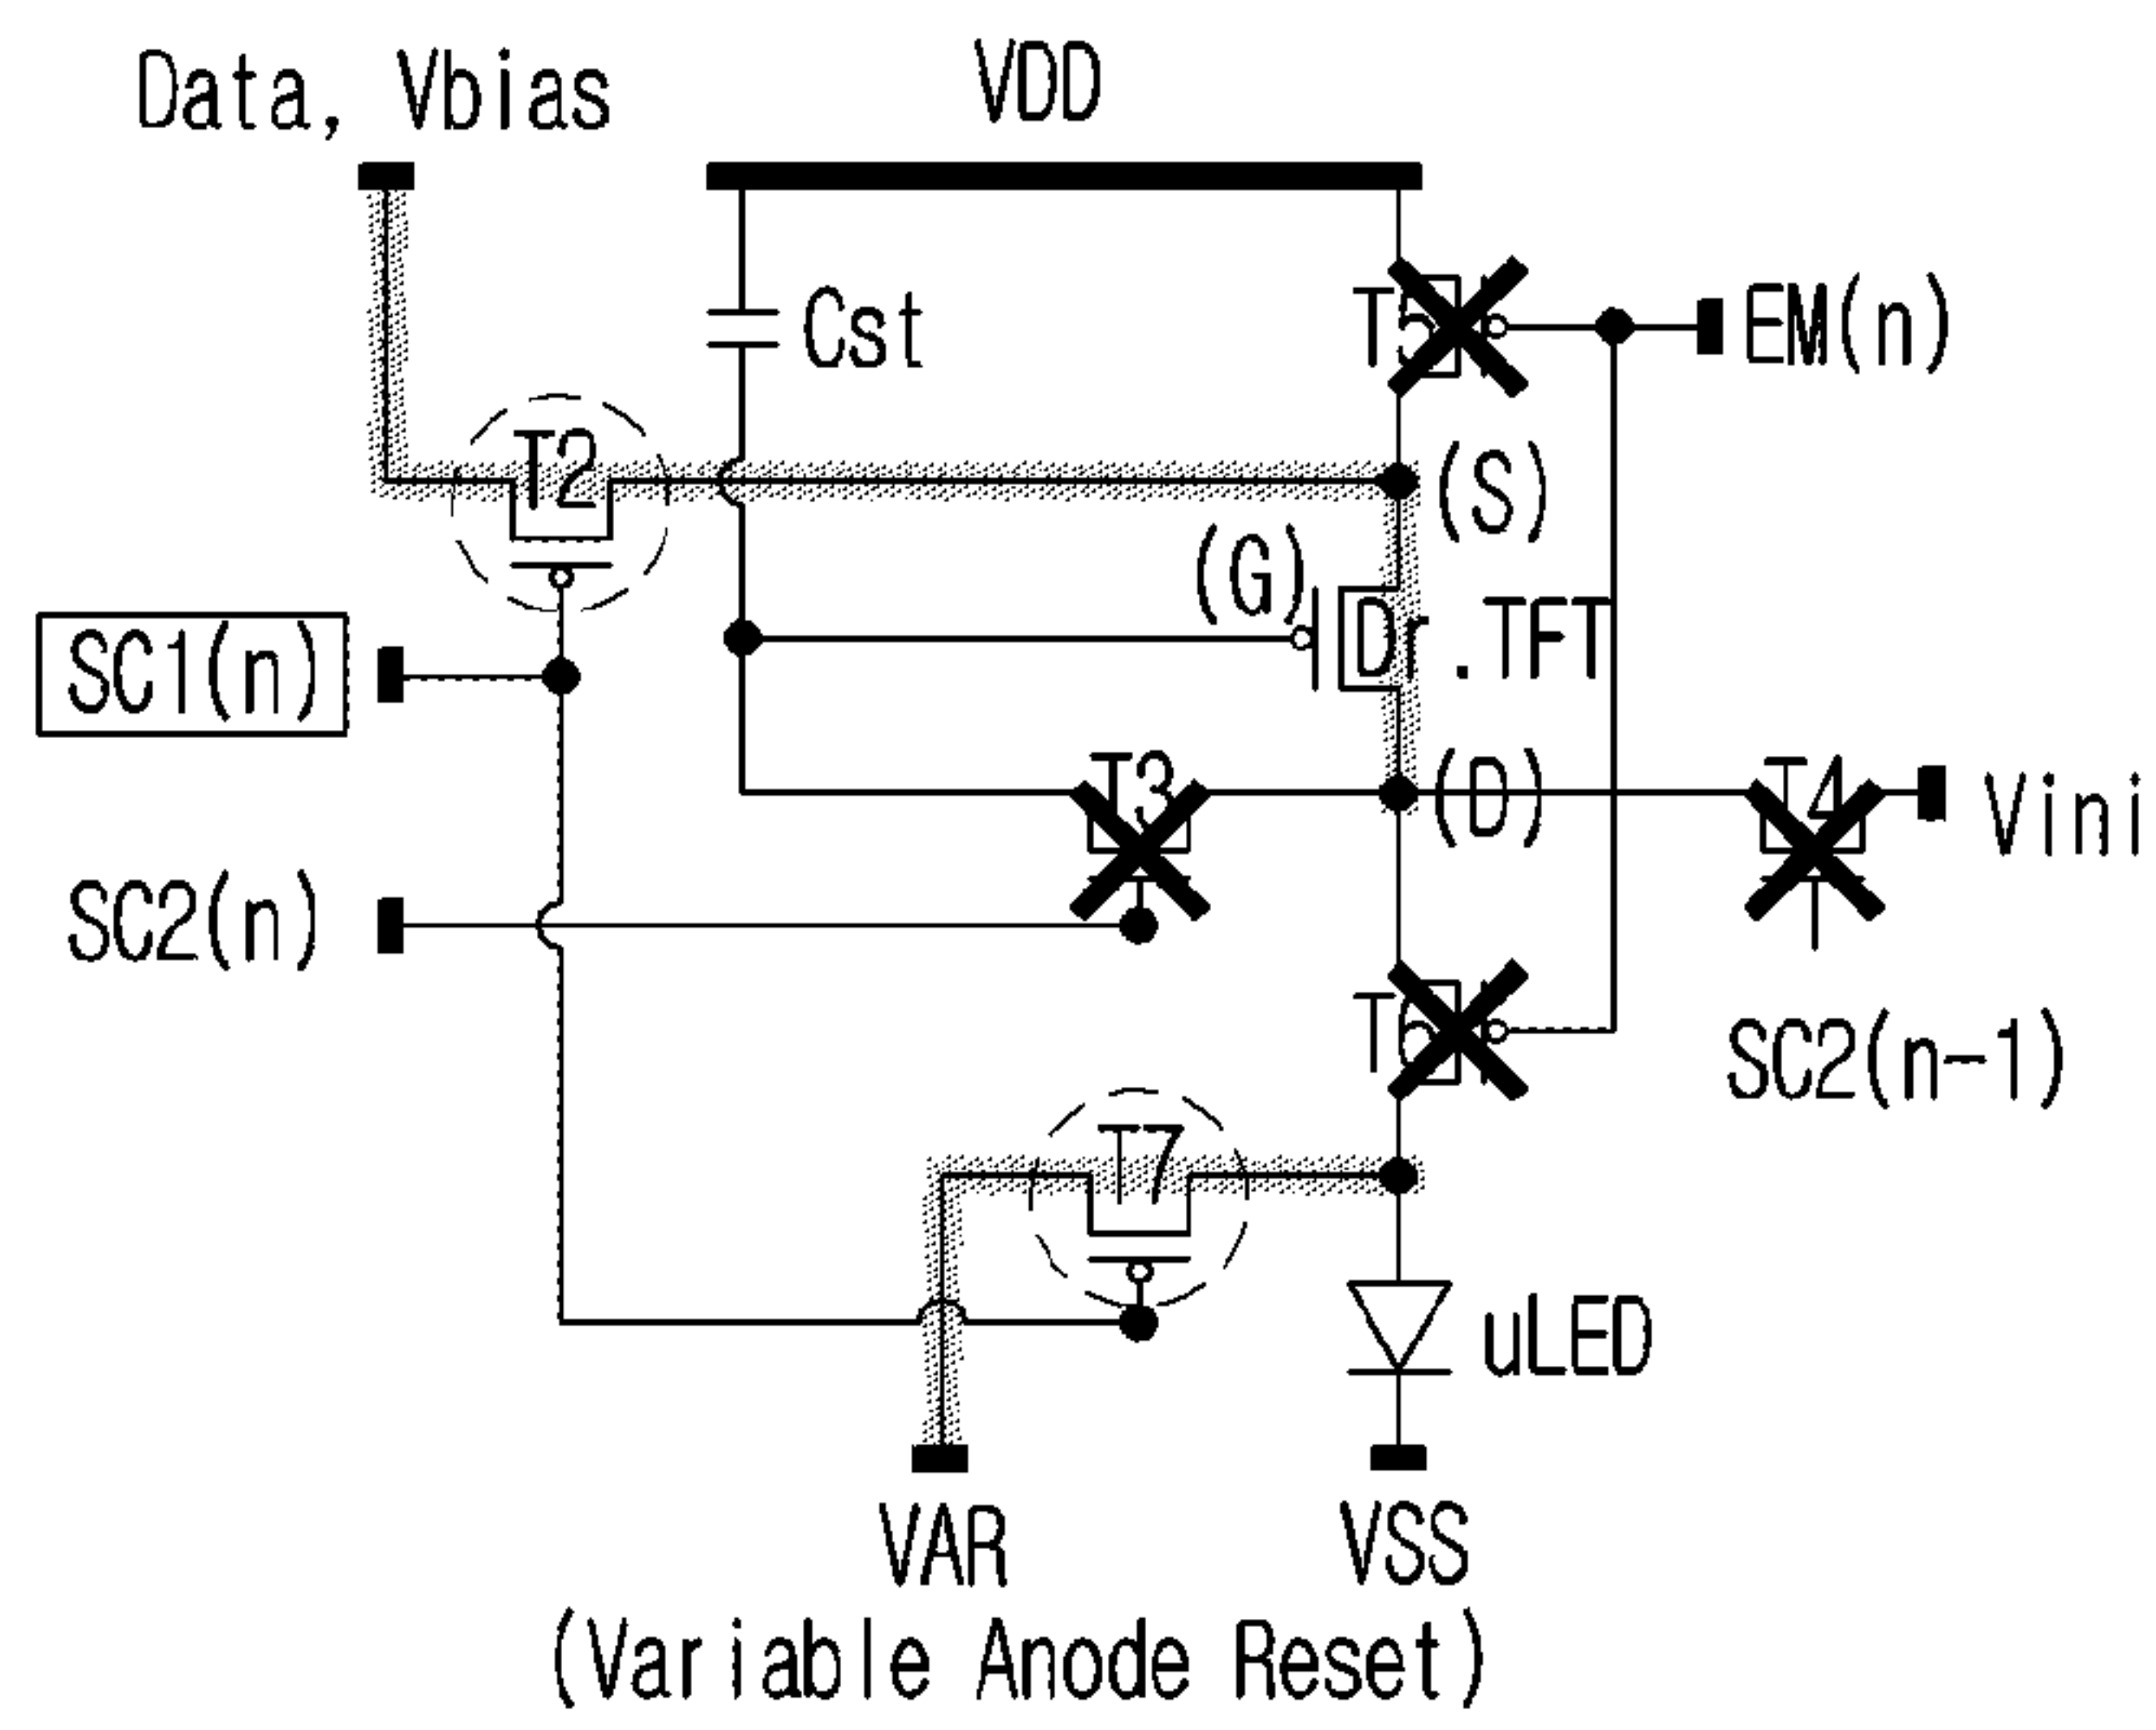 Data, Vbias
VDD
Cst
T5
EM(n)
T2
(S)
(G)
Dr.TFT
SC1(n)
T3
(D)
T4
Vini
SC2(n)
T6
SC2(n-1)
T7
uLED
VAR
VSS
(Variable Anode Reset)